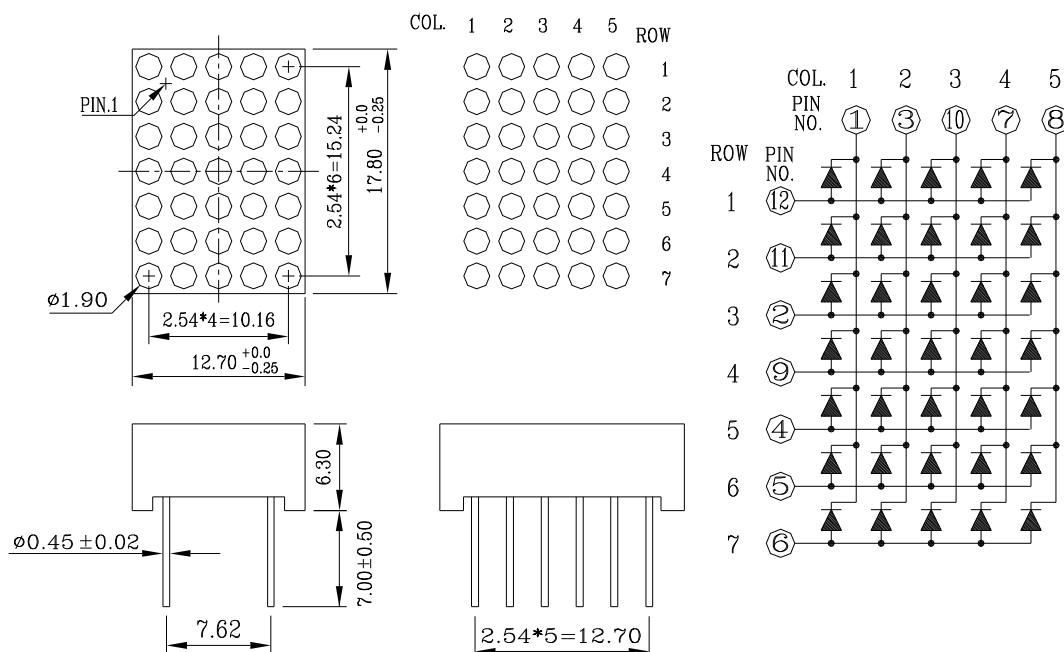 COL. 1 2 3 4 5
ROW
1
2
3
4
5
6
7
PIN.1
2.54*6=15.24
17.80 +0.0 -0.25
ø1.90
2.54*4=10.16
12.70 +0.0 -0.25
COL. 1 2 3 4 5
PIN NO. 1 3 10 7 8
ROW PIN NO.
1 12
2 11
3 2
4 9
5 4
6 5
7 6
6.30
ø0.45±0.02
7.00±0.50
7.62
2.54*5=12.70